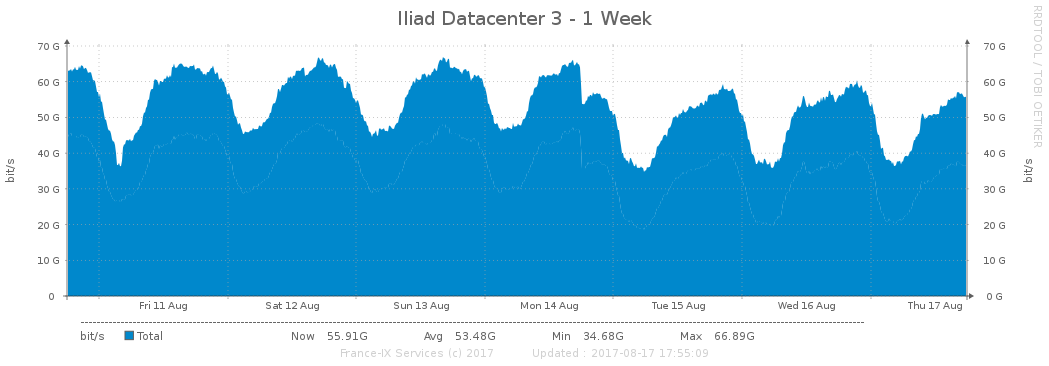 Iliad Datacenter 3 - 1 Week
RRDTOOL / TOBI OETIKER
70 G 70 G
60 G 60 G
50 G 50 G
40 G 40 G
30 G 30 G
20 G 20 G
10 G 10 G
0 0 G
bit/s bit/s
Fri 11 Aug Sat 12 Aug Sun 13 Aug Mon 14 Aug Tue 15 Aug Wed 16 Aug Thu 17 Aug
bit/s Total Now 55.91G Avg 53.48G Min 34.68G Max 66.89G
France-IX Services (c) 2017 Updated : 2017-08-17 17:55:09